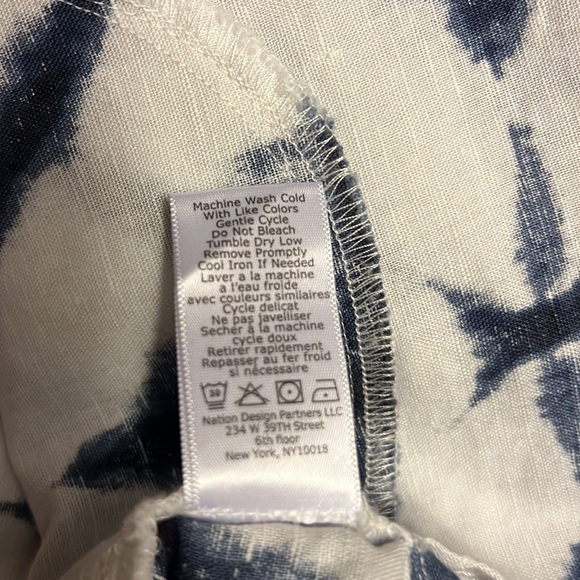 Machine Wash Cold
With Like Colors
Gentle Cycle
Do Not Bleach
Tumble Dry Low
Remove Promptly
Cool Iron If Needed
Laver a la machine
a l'eau froide
avec couleurs similaires
Cycle delicat
Ne pas javelliser
Secher à la machine
cycle doux
Retirer rapidement
Repasser au fer froid
si nécessaire
30
Nation Design Partners LLC
234 W 39TH Street
6th floor
New York, NY10018